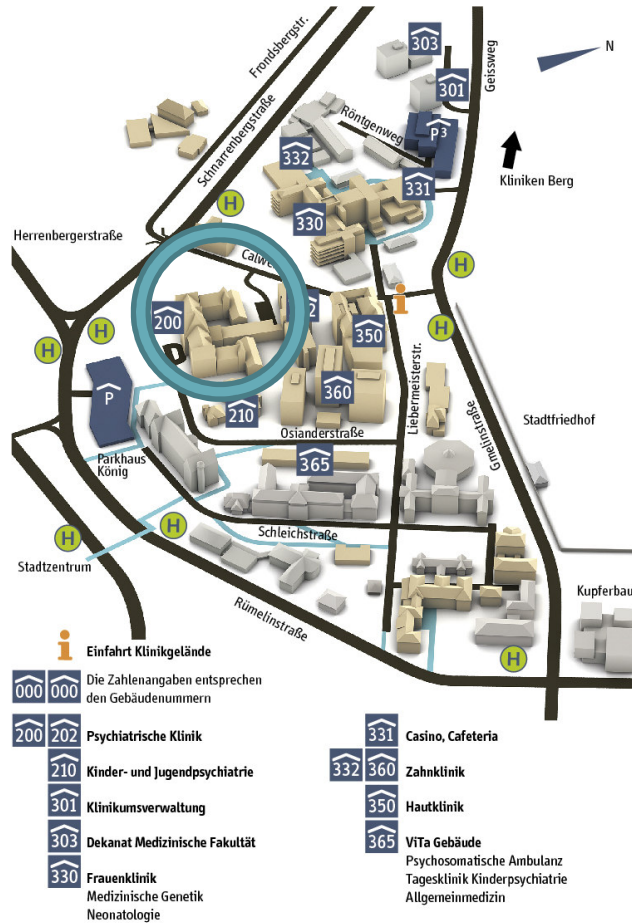 303
Frondsbergstr.
Geissweg
N
301
Röntgenweg
P3
Schnarrenbergstraße
332
Kliniken Berg
331
H
330
Herrenbergerstraße
H
i
200
350
H
H
H
360
Liebermeisterstr.
Gmelinstraße
P
210
Stadtfriedhof
Osianderstraße
Parkhaus
König
365
H
H
Schleichstraße
Stadtzentrum
Rümelinstraße
Kupferbau
H
i Einfahrt Klinikgelände
000 000 Die Zahlenangaben entsprechen
den Gebäudenummern
200 202 Psychiatrische Klinik
210 Kinder- und Jugendpsychiatrie
301 Klinikumsverwaltung
303 Dekanat Medizinische Fakultät
330 Frauenklinik
Medizinische Genetik
Neonatologie
331 Casino, Cafeteria
332 360 Zahnklinik
350 Hautklinik
365 ViTa Gebäude
Psychosomatische Ambulanz
Tagesklinik Kinderpsychiatrie
Allgemeinmedizin